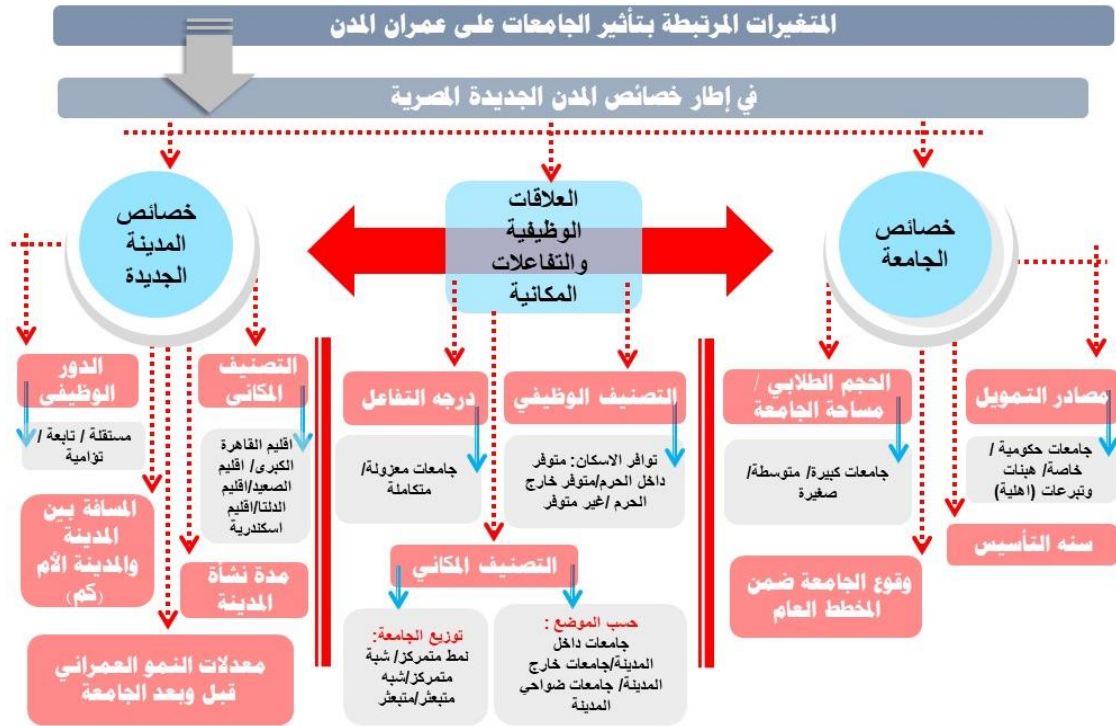 المتغيرات المرتبطة بتأثير الجامعات على عمران المدن
في إطار خصائص المدن الجديدة المصرية
خصائص
الجامعة
العلاقات
الوظيفية
والتفاعلات
المكانية
خصائص
المدينة
الجديدة
مصادر التمويل
جامعات حكومية /
خاصة/ هبنات
وتبرعات (اهلية)
سنه التأسيس
الحجم الطلابي /
مساحة الجامعة
جامعات كبيرة/ متوسطة/
صغيرة
وقوع الجامعة ضمن
المخطط العام
التصنيف الوظيفي
توافر الاسكان: متوفر
داخل الحرم/متوفر خارج
الحرم /غير متوفر
درجه التفاعل
جامعات معزولة/
متكاملة
التصنيف المكاني
حسب الموضع :
جامعات داخل
المدينة/جامعات خارج
المدينة/ جامعات ضواحي
المدينة
توزيع الجامعة:
نمط متمركز/ شبة
متمركز/شبه
متبعثر/متبعثر
التصنيف
المكاني
اقليم القاهرة
الكبرى/ اقليم
الصعيد/اقليم
الدلتا/اقليم
اسكندرية
الدور
الوظيفي
مستقلة / تابعة /
تؤامية
المسافة بين
المدينة
والمدينة الأم
(كم)
مدة نشأة
المدينة
معدلات النمو العمراني
قبل وبعد الجامعة